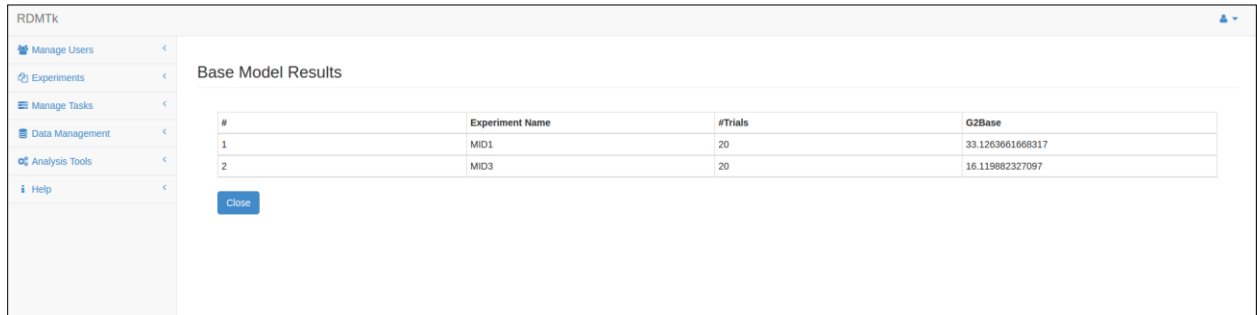 RDMTk
Manage Users
Experiments
Manage Tasks
Data Management
Analysis Tools
Help
Base Model Results
# Experiment Name #Trials G2Base
1 MID1 20 33.1263661668317
2 MID3 20 16.119882327097
Close